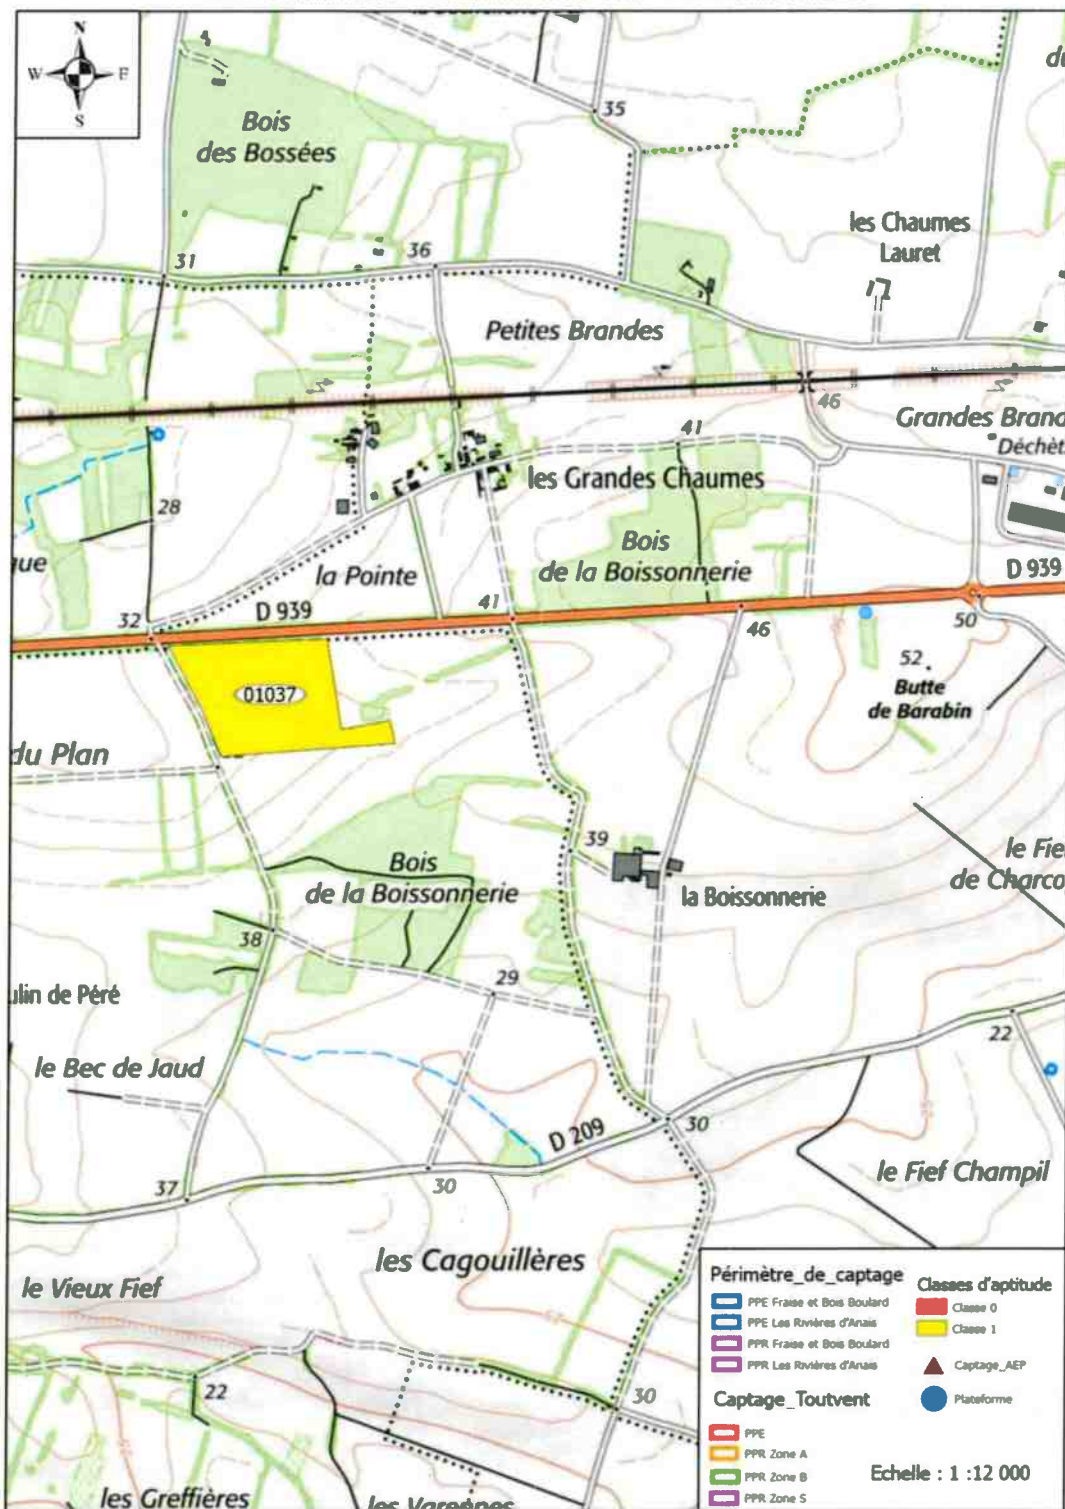 N
W E
S
Bois
des Bossées
35
les Chaumes
Lauret
31
36
Petites Brandes
46
Grandes Brand
Déchèt
41
les Grandes Chaumes
28
Bois
de la Boissonnerie
gue
la Pointe
D 939
D 939
32
41
46
50
52
Butte
de Barabin
01037
du Plan
39
Bois
de la Boissonnerie
la Boissonnerie
le Fie
de Charco
38
29
ulin de Péré
22
le Bec de Jaud
30
D 209
le Fief Champil
37
30
les Cagouillères
le Vieux Fief
22
30
les Greffières
les Varennes
Périmètre_de_captage
PPE Fraise et Bois Boulard
PPE Les Rivières d'Anais
PPR Fraise et Bois Boulard
PPR Les Rivières d'Anais
Captage_Toutvent
PPE
PPR Zone A
PPR Zone B
PPR Zone S
Classes d'aptitude
Classe 0
Classe 1
Captage_AEP
Plateforme
Echelle : 1 :12 000